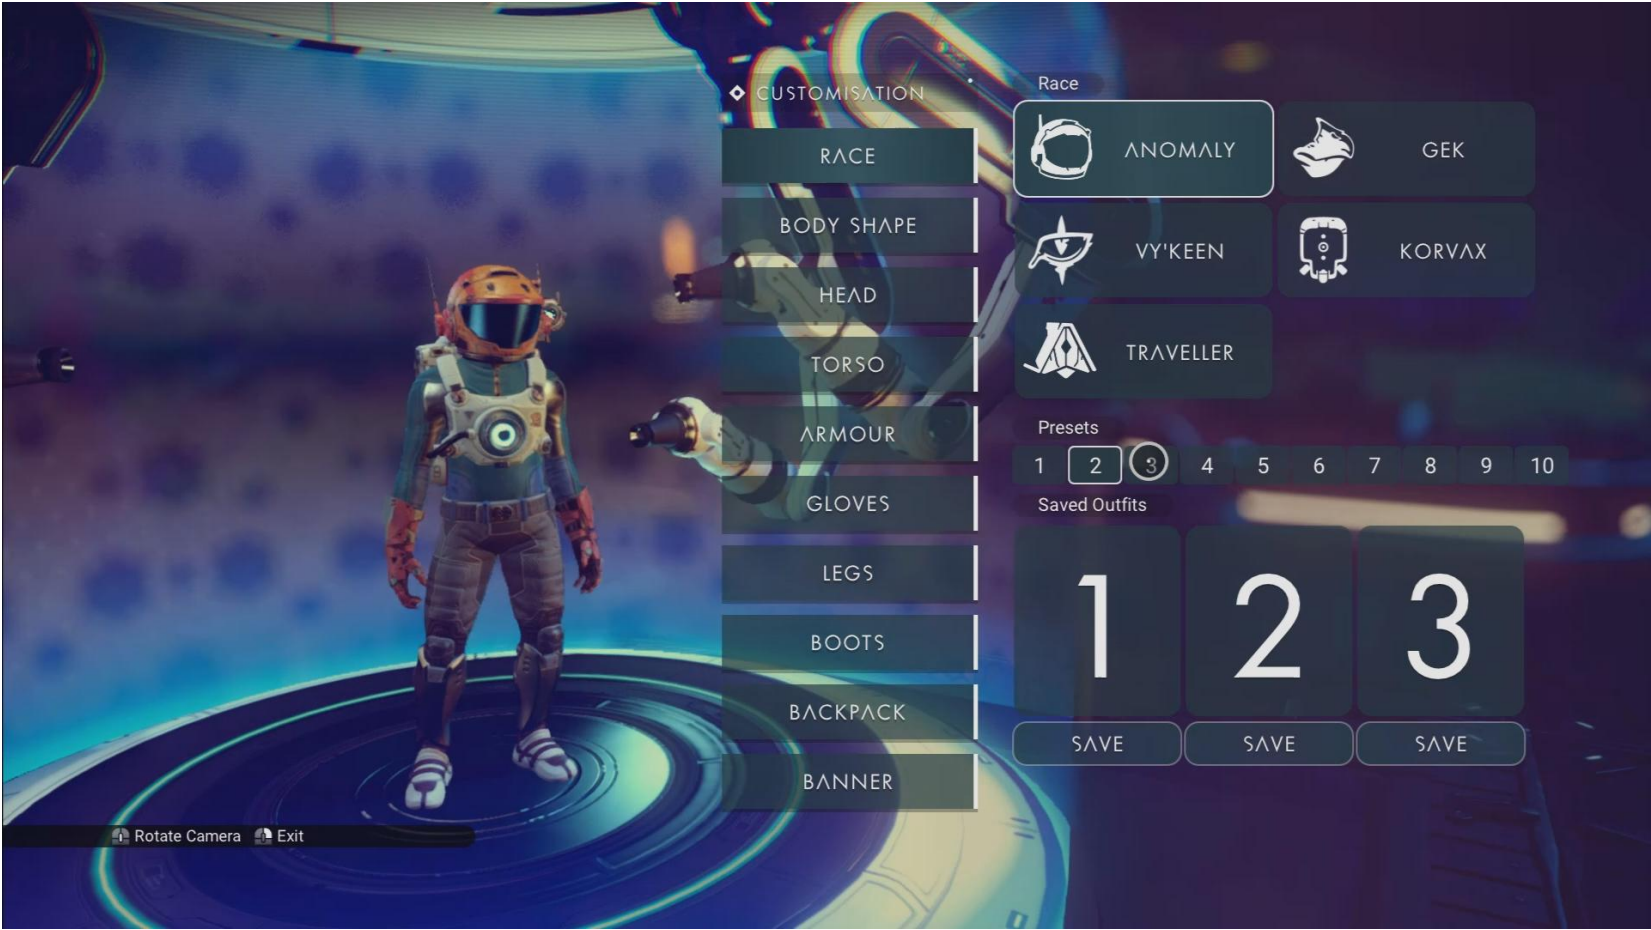 CUSTOMISATION
RACE
BODY SHAPE
HEAD
TORSO
ARMOUR
GLOVES
LEGS
BOOTS
BACKPACK
BANNER
Race
ANOMALY
GEK
VY'KEEN
KORVAX
TRAVELLER
Presets
1 2 3 4 5 6 7 8 9 10
Saved Outfits
1 2 3
SAVE SAVE SAVE
Rotate Camera Exit